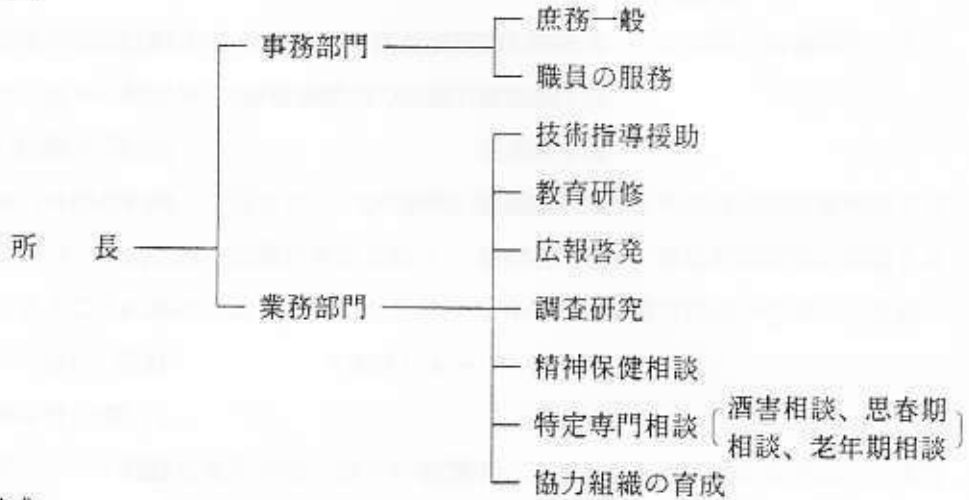 庶務一般
事務部門
職員の服務
技術指導援助
教育研修
所長
広報啓発
業務部門
調査研究
精神保健相談
特定専門相談〔酒害相談、思春期
相談、老年期相談〕
協力組織の育成